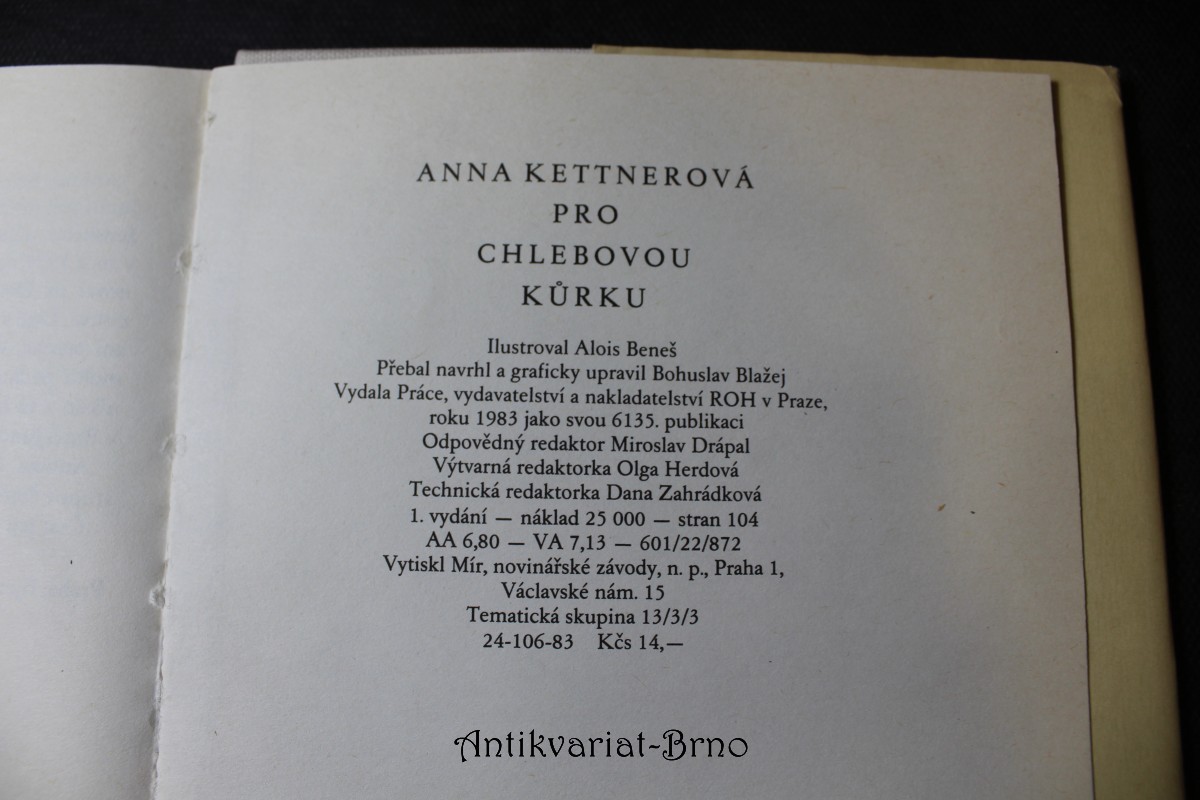 ANNA KETTNEROVÁ
PRO
CHLEBOVOU
KŮRKU
Ilustroval Alois Beneš
Přebal navrhl a graficky upravil Bohuslav Blažej
Vydala Práce, vydavatelství a nakladatelství ROH v Praze,
roku 1983 jako svou 6135. publikaci
Odpovědný redaktor Miroslav Drápal
Výtvarná redaktorka Olga Herdová
Technická redaktorka Dana Zahrádková
1. vydání — náklad 25 000 — stran 104
AA 6,80 — VA 7,13 — 601/22/872
Vytiskl Mír, novinářské závody, n. p., Praha 1,
Václavské nám. 15
Tematická skupina 13/3/3
24-106-83 Kčs 14,—
Antikvariat-Brno